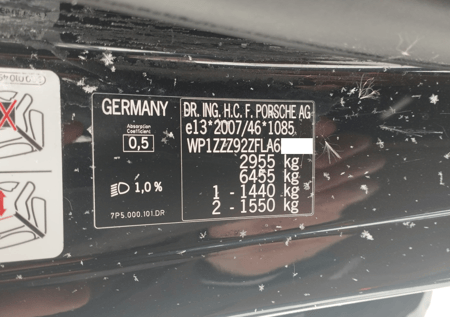 GERMANY
Absorption
Coefficient
0,5
1,0%
7P5.000.101.DR
DR. ING. H.C. F. PORSCHE AG
e13*2007/46*1085
WP1ZZZ92ZFLA6
2955 kg
6455 kg
1 - 1440 kg
2 - 1550 kg